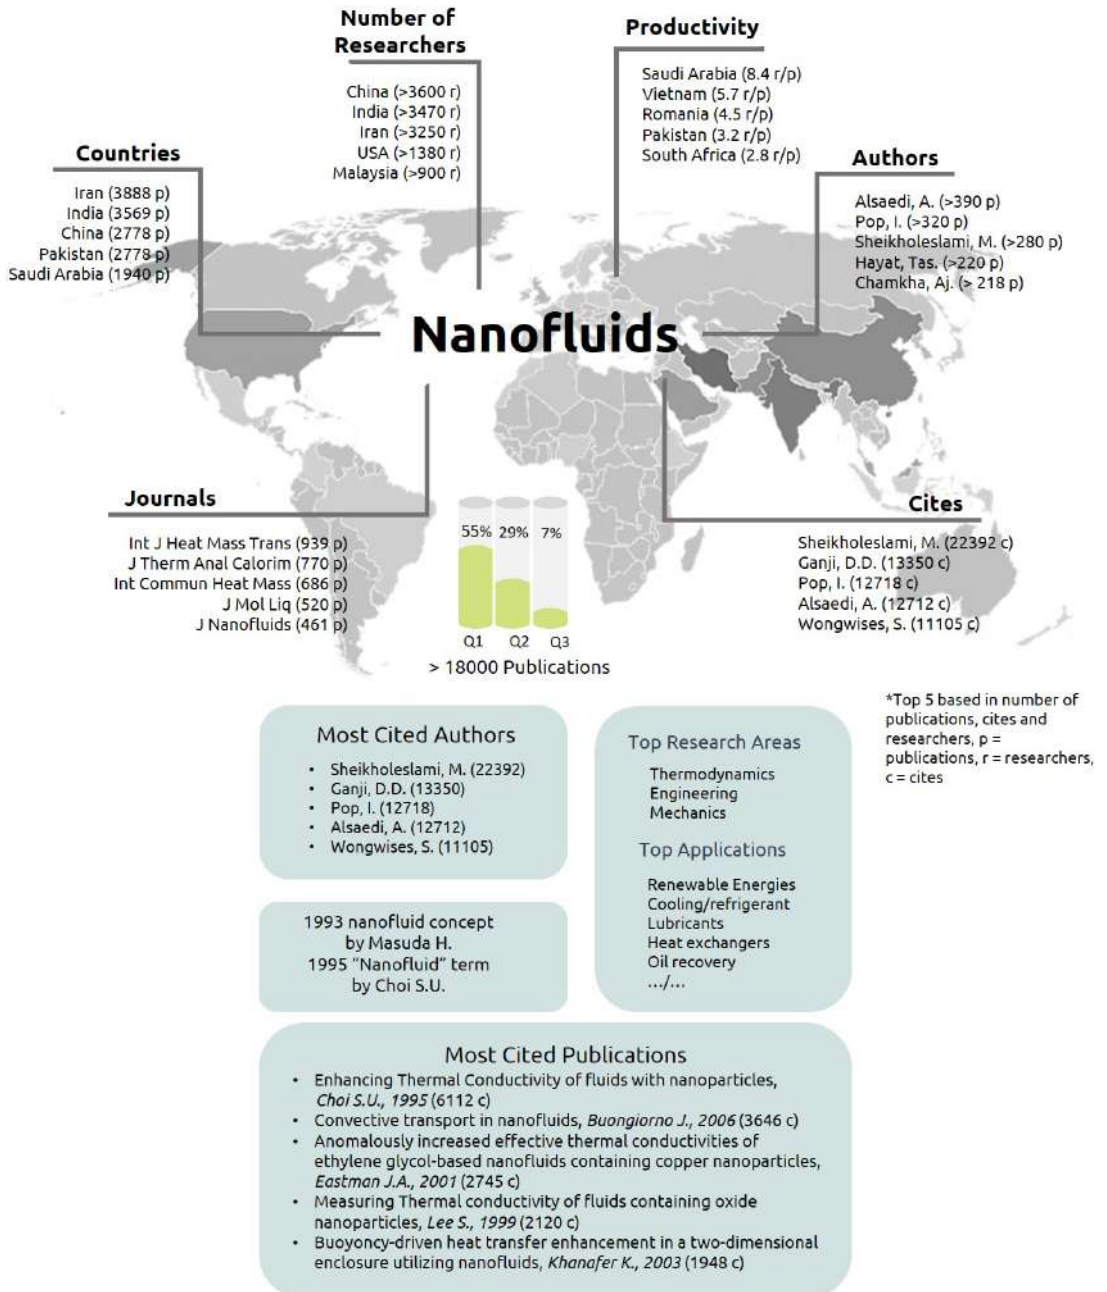 Number of
Researchers
China (>3600 r)
India (>3470 r)
Iran (>3250 r)
USA (>1380 r)
Malaysia (>900 r)
Productivity
Saudi Arabia (8.4 r/p)
Vietnam (5.7 r/p)
Romania (4.5 r/p)
Pakistan (3.2 r/p)
South Africa (2.8 r/p)
Countries
Iran (3888 p)
India (3569 p)
China (2778 p)
Pakistan (2778 p)
Saudi Arabia (1940 p)
Authors
Alsaedi, A. (>390 p)
Pop, I. (>320 p)
Sheikholeslami, M. (>280 p)
Hayat, Tas. (>220 p)
Chamkha, Aj. (> 218 p)
Nanofluids
Journals
Int J Heat Mass Trans (939 p)
J Therm Anal Calorim (770 p)
Int Commun Heat Mass (686 p)
J Mol Liq (520 p)
J Nanofluids (461 p)
55% 29% 7%
Q1 Q2 Q3
> 18000 Publications
Cites
Sheikholeslami, M. (22392 c)
Ganji, D.D. (13350 c)
Pop, I. (12718 c)
Alsaedi, A. (12712 c)
Wongwises, S. (11105 c)
*Top 5 based in number of
publications, cites and
researchers, p =
publications, r = researchers,
c = cites
Most Cited Authors
• Sheikholeslami, M. (22392)
• Ganji, D.D. (13350)
• Pop, I. (12718)
• Alsaedi, A. (12712)
• Wongwises, S. (11105)
Top Research Areas
Thermodynamics
Engineering
Mechanics
Top Applications
Renewable Energies
Cooling/refrigerant
Lubricants
Heat exchangers
Oil recovery
.../...
1993 nanofluid concept
by Masuda H.
1995 “Nanofluid” term
by Choi S.U.
Most Cited Publications
• Enhancing Thermal Conductivity of fluids with nanoparticles,
Choi S.U., 1995 (6112 c)
• Convective transport in nanofluids, Buongiorno J., 2006 (3646 c)
• Anomalously increased effective thermal conductivities of
ethylene glycol-based nanofluids containing copper nanoparticles,
Eastman J.A., 2001 (2745 c)
• Measuring Thermal conductivity of fluids containing oxide
nanoparticles, Lee S., 1999 (2120 c)
• Buoyancy-driven heat transfer enhancement in a two-dimensional
enclosure utilizing nanofluids, Khanafer K., 2003 (1948 c)